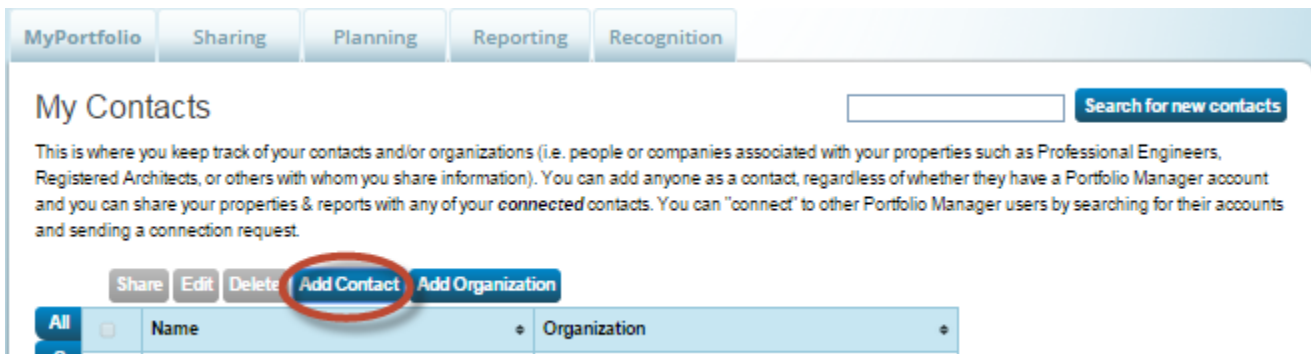 MyPortfolio Sharing Planning Reporting Recognition
My Contacts
Search for new contacts
This is where you keep track of your contacts and/or organizations (i.e. people or companies associated with your properties such as Professional Engineers,
Registered Architects, or others with whom you share information). You can add anyone as a contact, regardless of whether they have a Portfolio Manager account
and you can share your properties & reports with any of your connected contacts. You can "connect" to other Portfolio Manager users by searching for their accounts
and sending a connection request.
Share Edit Delete Add Contact Add Organization
All Name Organization